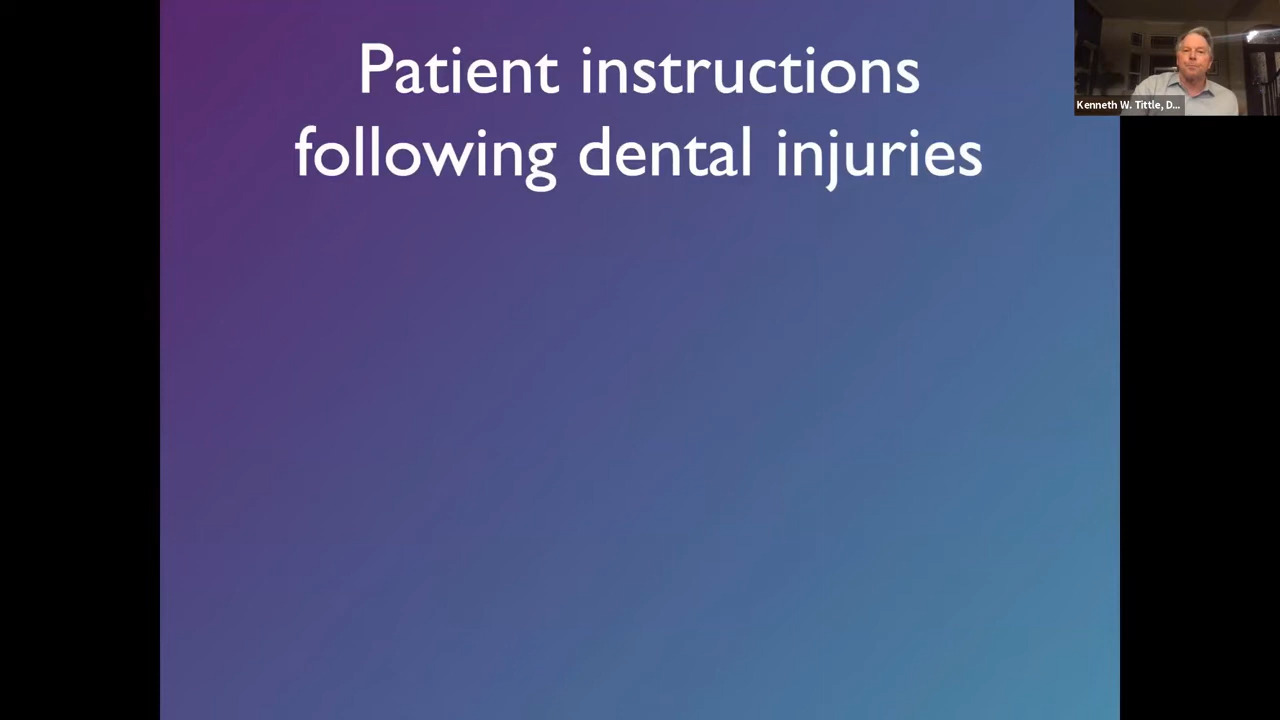 Patient instructions
following dental injuries
Kenneth W. Tittle, D...